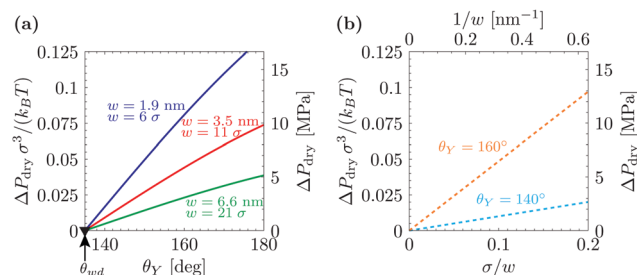 (a)
ΔP_dry σ³/(k_BT)
0.125
0.1
0.075
0.05
0.025
0
w = 1.9 nm
w = 6 σ
w = 3.5 nm
w = 11 σ
w = 6.6 nm
w = 21 σ
15
10
5
0
ΔP_dry [MPa]
140 160 180
θ_wd θ_Y [deg]
(b)
1/w [nm⁻¹]
0 0.2 0.4 0.6
ΔP_dry σ³/(k_BT)
0.125
0.1
0.075
0.05
0.025
0
θ_Y = 160°
θ_Y = 140°
15
10
5
0
ΔP_dry [MPa]
0 0.1 0.2
σ/w